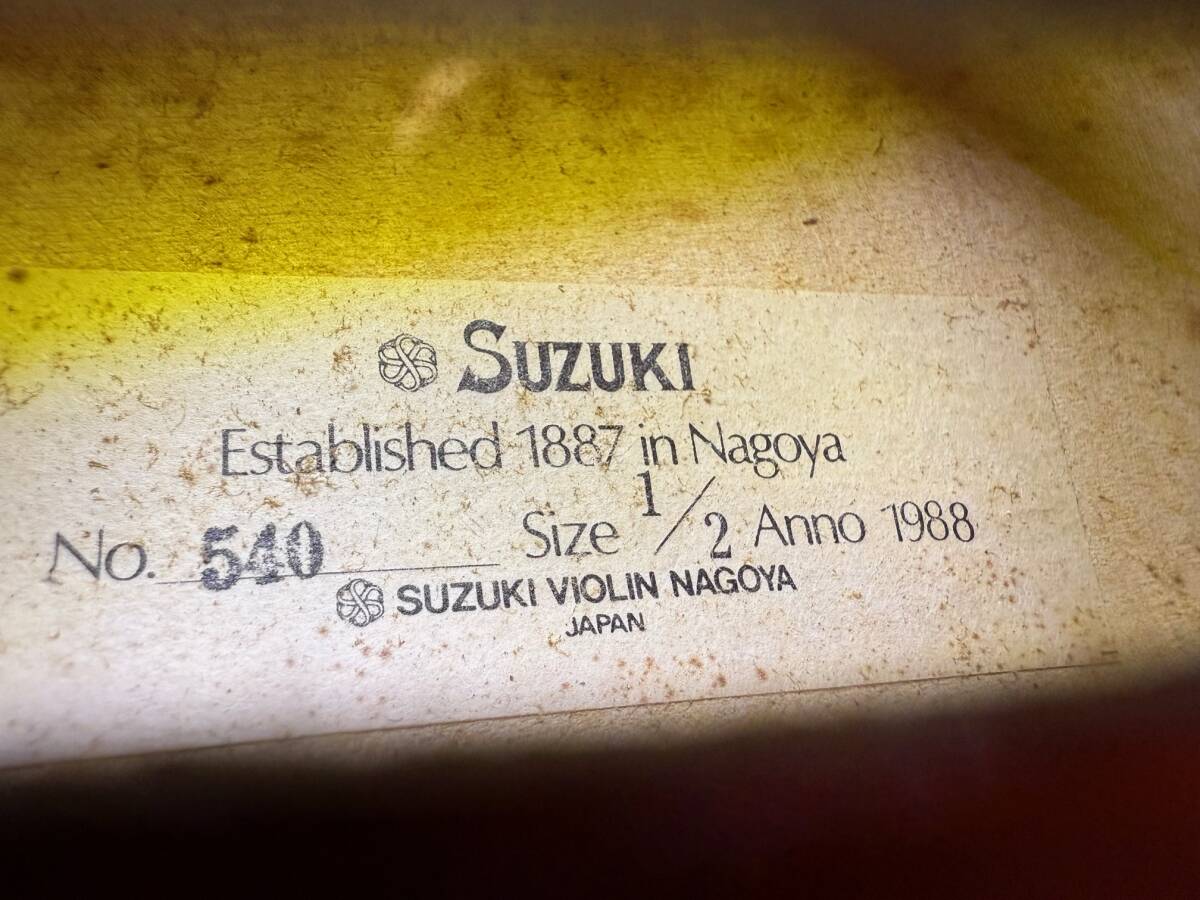 SUZUKI
Established 1887 in Nagoya
No. 540 Size 1/2 Anno 1988
SUZUKI VIOLIN NAGOYA
JAPAN